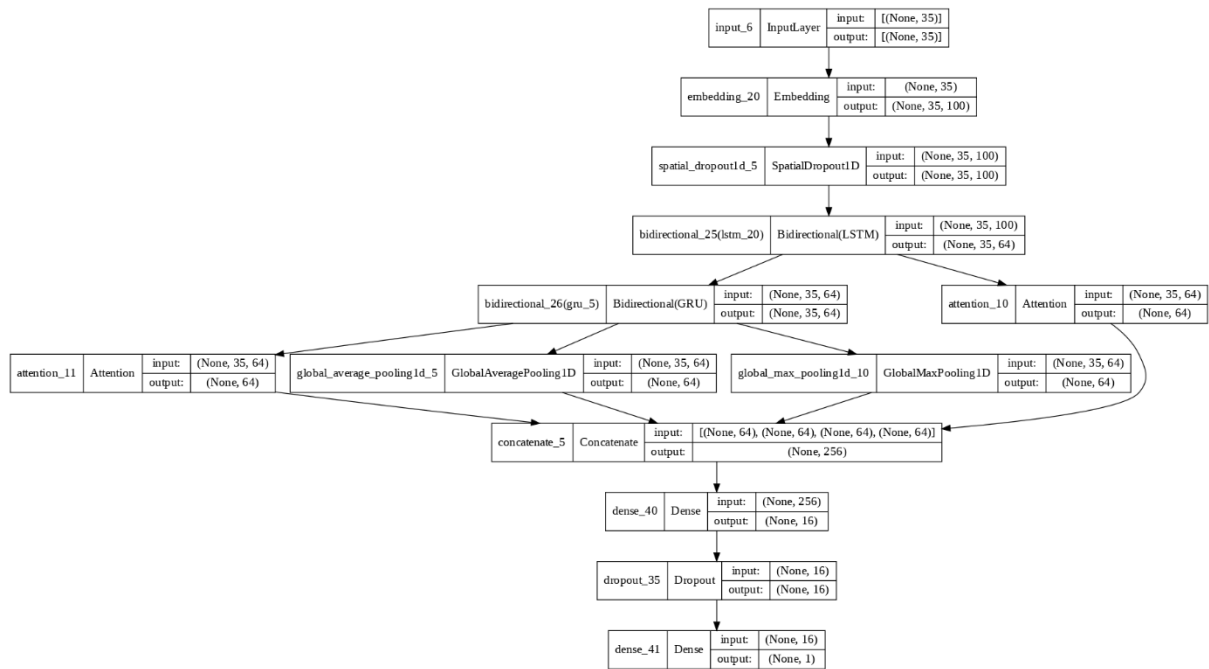 input_6 InputLayer input: [(None, 35)]
output: [(None, 35)]
embedding_20 Embedding input: (None, 35)
output: (None, 35, 100)
spatial_dropout1d_5 SpatialDropout1D input: (None, 35, 100)
output: (None, 35, 100)
bidirectional_25(lstm_20) Bidirectional(LSTM) input: (None, 35, 100)
output: (None, 35, 64)
bidirectional_26(gru_5) Bidirectional(GRU) input: (None, 35, 64)
output: (None, 35, 64)
attention_10 Attention input: (None, 35, 64)
output: (None, 64)
attention_11 Attention input: (None, 35, 64)
output: (None, 64)
global_average_pooling1d_5 GlobalAveragePooling1D input: (None, 35, 64)
output: (None, 64)
global_max_pooling1d_10 GlobalMaxPooling1D input: (None, 35, 64)
output: (None, 64)
concatenate_5 Concatenate input: [(None, 64), (None, 64), (None, 64), (None, 64)]
output: (None, 256)
dense_40 Dense input: (None, 256)
output: (None, 16)
dropout_35 Dropout input: (None, 16)
output: (None, 16)
dense_41 Dense input: (None, 16)
output: (None, 1)